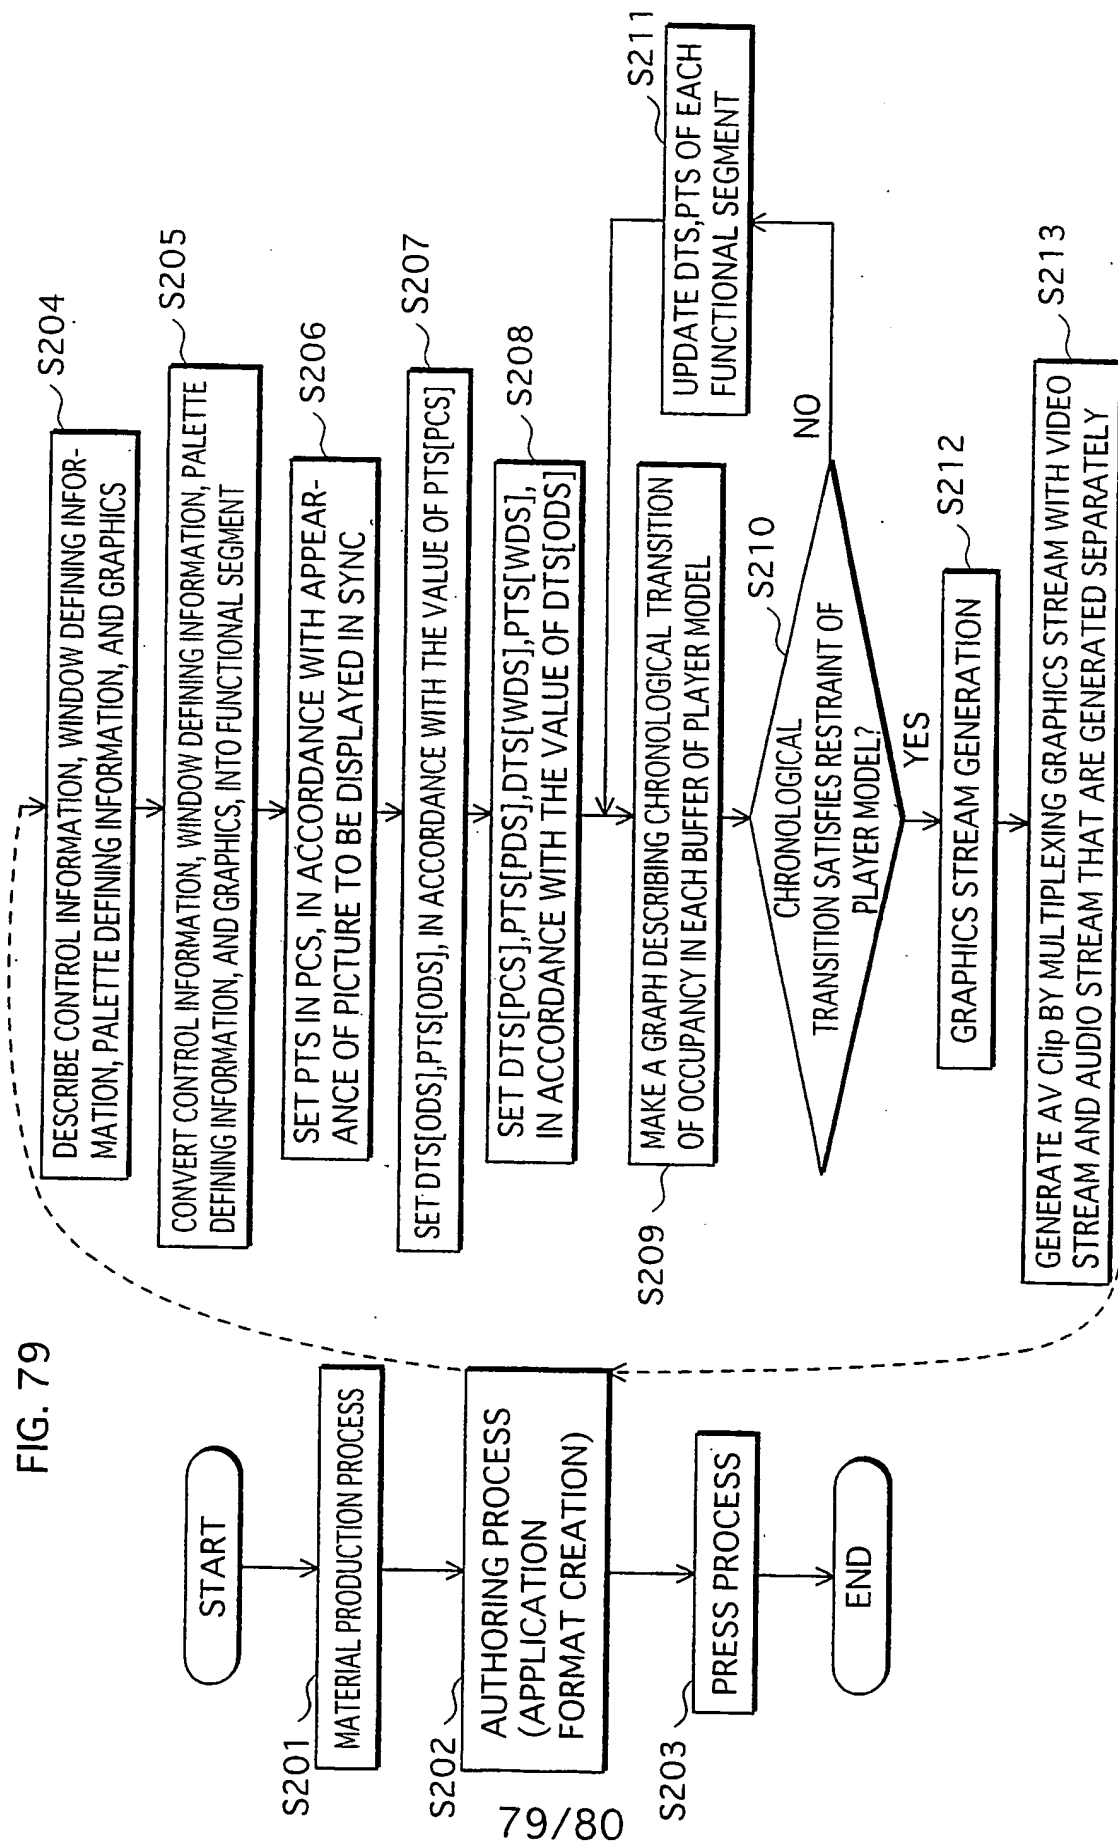 FIG. 79
START
S201
MATERIAL PRODUCTION PROCESS
S202
AUTHORING PROCESS
(APPLICATION
FORMAT CREATION)
S203
PRESS PROCESS
END
S204
DESCRIBE CONTROL INFORMATION, WINDOW DEFINING INFOR-
MATION, PALETTE DEFINING INFORMATION, AND GRAPHICS
S205
CONVERT CONTROL INFORMATION, WINDOW DEFINING INFORMATION, PALETTE
DEFINING INFORMATION, AND GRAPHICS, INTO FUNCTIONAL SEGMENT
S206
SET PTS IN PCS, IN ACCORDANCE WITH APPEAR-
ANCE OF PICTURE TO BE DISPLAYED IN SYNC
S207
SET DTS[ODS],PTS[ODS], IN ACCORDANCE WITH THE VALUE OF PTS[PCS]
S208
SET DTS[PCS],PTS[PDS],DTS[WDS],PTS[WDS],
IN ACCORDANCE WITH THE VALUE OF DTS[ODS]
S209
MAKE A GRAPH DESCRIBING CHRONOLOGICAL TRANSITION
OF OCCUPANCY IN EACH BUFFER OF PLAYER MODEL
S210
CHRONOLOGICAL
TRANSITION SATISFIES RESTRAINT OF
PLAYER MODEL?
NO
YES
S211
UPDATE DTS,PTS OF EACH
FUNCTIONAL SEGMENT
S212
GRAPHICS STREAM GENERATION
S213
GENERATE AV Clip BY MULTIPLEXING GRAPHICS STREAM WITH VIDEO
STREAM AND AUDIO STREAM THAT ARE GENERATED SEPARATELY
79/80